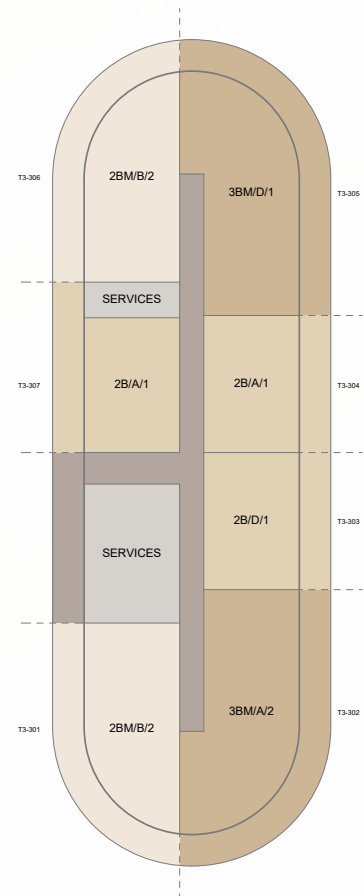 2BM/B/2
T3-306
3BM/D/1
T3-305
SERVICES
T3-307
2B/A/1
2B/A/1
T3-304
2B/D/1
T3-303
SERVICES
3BM/A/2
T3-302
T3-301
2BM/B/2